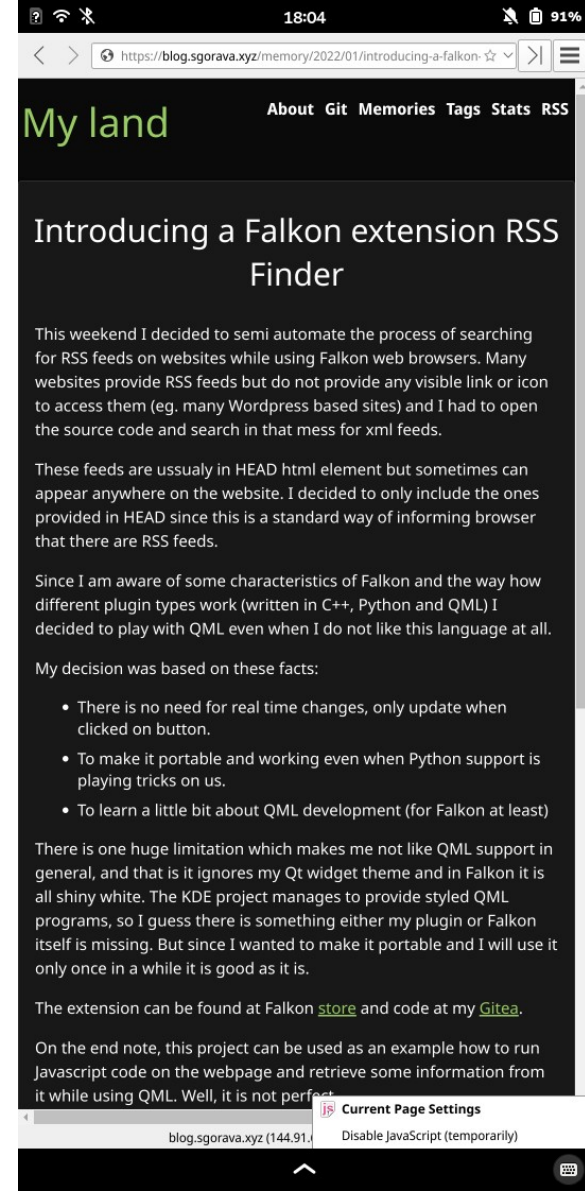 18:04
91%
https://blog.sgorava.xyz/memory/2022/01/introducing-a-falkon-
My land
About Git Memories Tags Stats RSS
Introducing a Falkon extension RSS
Finder
This weekend I decided to semi automate the process of searching
for RSS feeds on websites while using Falkon web browsers. Many
websites provide RSS feeds but do not provide any visible link or icon
to access them (eg. many Wordpress based sites) and I had to open
the source code and search in that mess for xml feeds.
These feeds are ussualy in HEAD html element but sometimes can
appear anywhere on the website. I decided to only include the ones
provided in HEAD since this is a standard way of informing browser
that there are RSS feeds.
Since I am aware of some characteristics of Falkon and the way how
different plugin types work (written in C++, Python and QML) I
decided to play with QML even when I do not like this language at all.
My decision was based on these facts:
• There is no need for real time changes, only update when
clicked on button.
• To make it portable and working even when Python support is
playing tricks on us.
• To learn a little bit about QML development (for Falkon at least)
There is one huge limitation which makes me not like QML support in
general, and that is it ignores my Qt widget theme and in Falkon it is
all shiny white. The KDE project manages to provide styled QML
programs, so I guess there is something either my plugin or Falkon
itself is missing. But since I wanted to make it portable and I will use it
only once in a while it is good as it is.
The extension can be found at Falkon store and code at my Gitea.
On the end note, this project can be used as an example how to run
Javascript code on the webpage and retrieve some information from
it while using QML. Well, it is not
js Current Page Settings
blog.sgorava.xyz (144.91.
Disable JavaScript (temporarily)